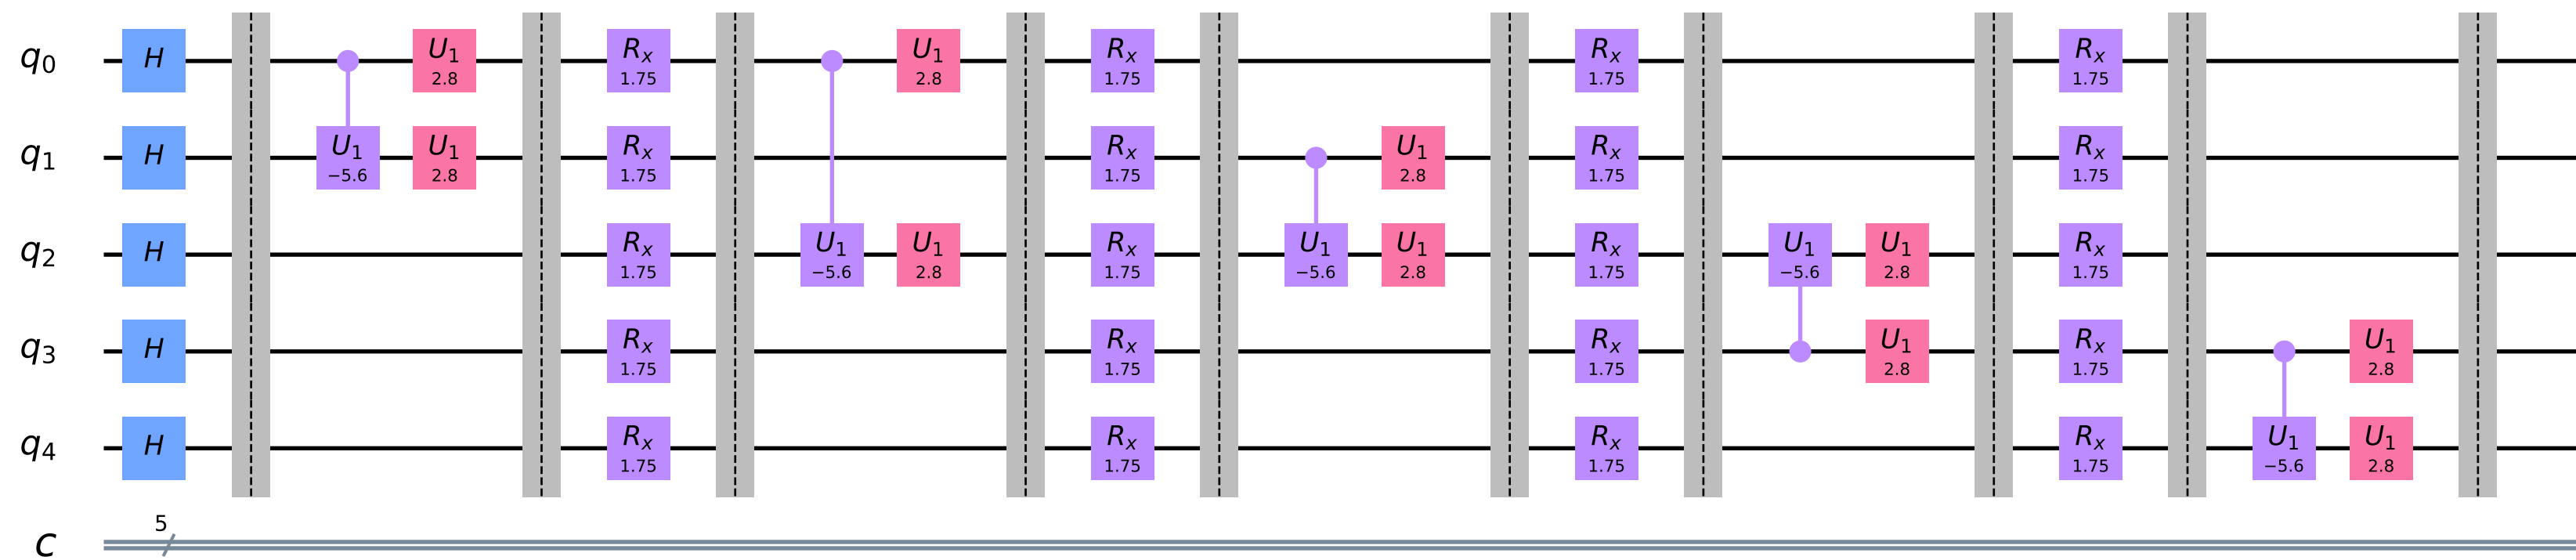 q₀ H U₁ Rₓ U₁ Rₓ Rₓ Rₓ
2.8 1.75 2.8 1.75 1.75 1.75
q₁ H U₁ U₁ Rₓ Rₓ U₁ Rₓ Rₓ
−5.6 2.8 1.75 1.75 2.8 1.75 1.75
q₂ H Rₓ U₁ U₁ Rₓ U₁ U₁ Rₓ U₁ U₁ Rₓ
1.75 −5.6 2.8 1.75 −5.6 2.8 1.75 −5.6 2.8 1.75
q₃ H Rₓ Rₓ Rₓ U₁ Rₓ U₁
1.75 1.75 1.75 2.8 1.75 2.8
q₄ H Rₓ Rₓ Rₓ Rₓ U₁ U₁
1.75 1.75 1.75 1.75 −5.6 2.8
5
c